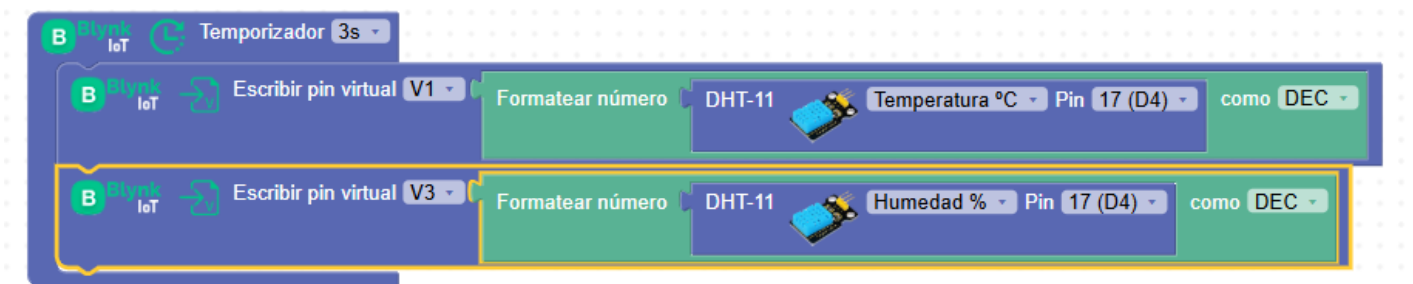 B Blynk IoT Temporizador 3s
B Blynk IoT Escribir pin virtual V1 Formatear número DHT-11 Temperatura ºC Pin 17 (D4) como DEC
B Blynk IoT Escribir pin virtual V3 Formatear número DHT-11 Humedad % Pin 17 (D4) como DEC